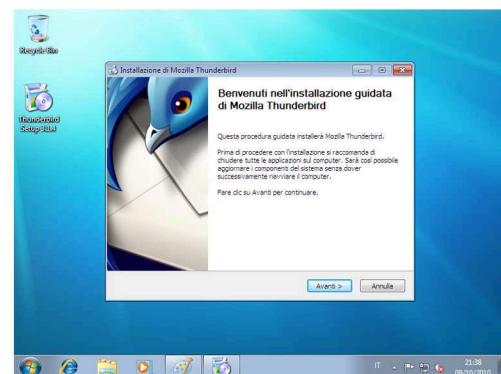 Recycle Bin
Thunderbird
Setup 3.1.4
Installazione di Mozilla Thunderbird
Benvenuti nell'installazione guidata
di Mozilla Thunderbird
Questa procedura guidata installerà Mozilla Thunderbird.
Prima di procedere con l'installazione si raccomanda di
chiudere tutte le applicazioni sul computer. Sarà così possibile
aggiornare i componenti del sistema senza dover
successivamente riavviare il computer.
Fare clic su Avanti per continuare.
Avanti >
Annulla
IT
21:38
09/10/2010